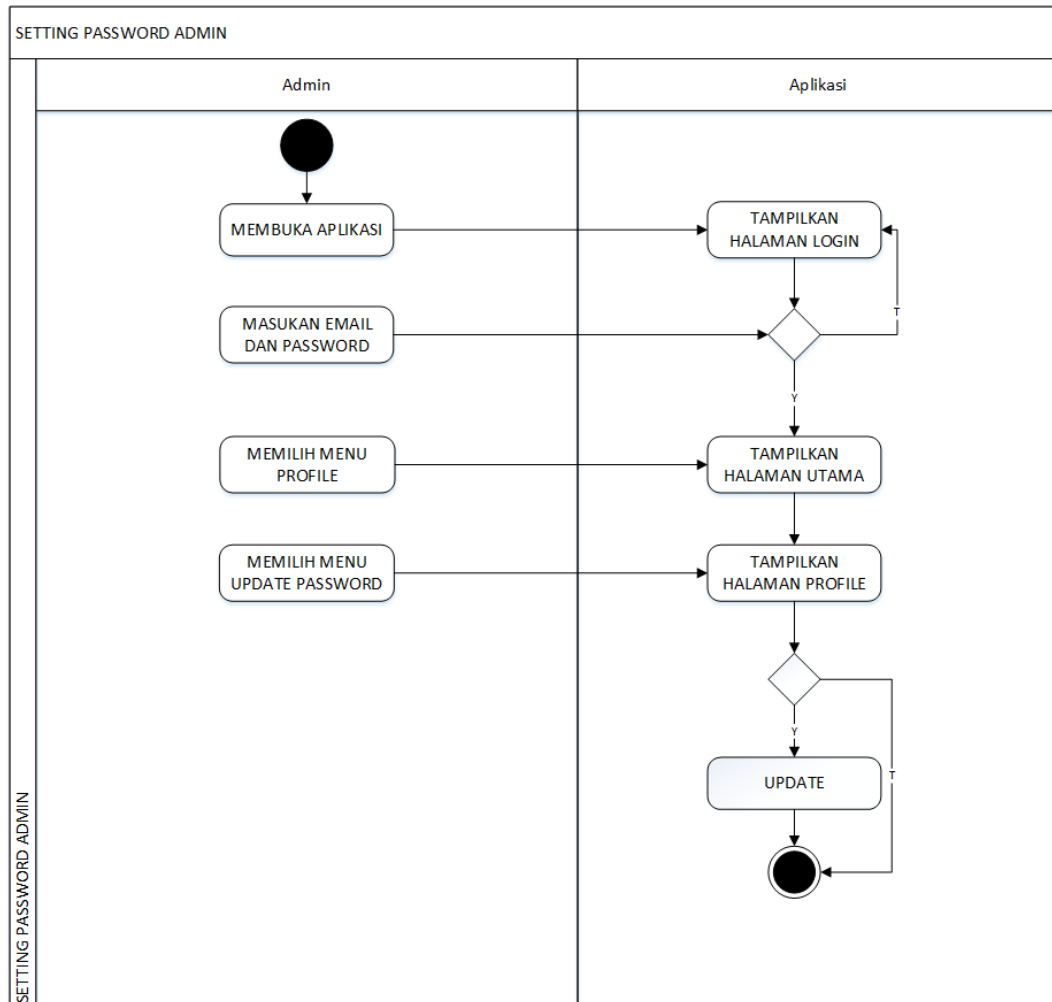 SETTING PASSWORD ADMIN
Admin
Aplikasi
MEMBUKA APLIKASI
TAMPILKAN
HALAMAN LOGIN
T
MASUKAN EMAIL
DAN PASSWORD
Y
MEMILIH MENU
PROFILE
TAMPILKAN
HALAMAN UTAMA
MEMILIH MENU
UPDATE PASSWORD
TAMPILKAN
HALAMAN PROFILE
Y
T
UPDATE
SETTING PASSWORD ADMIN